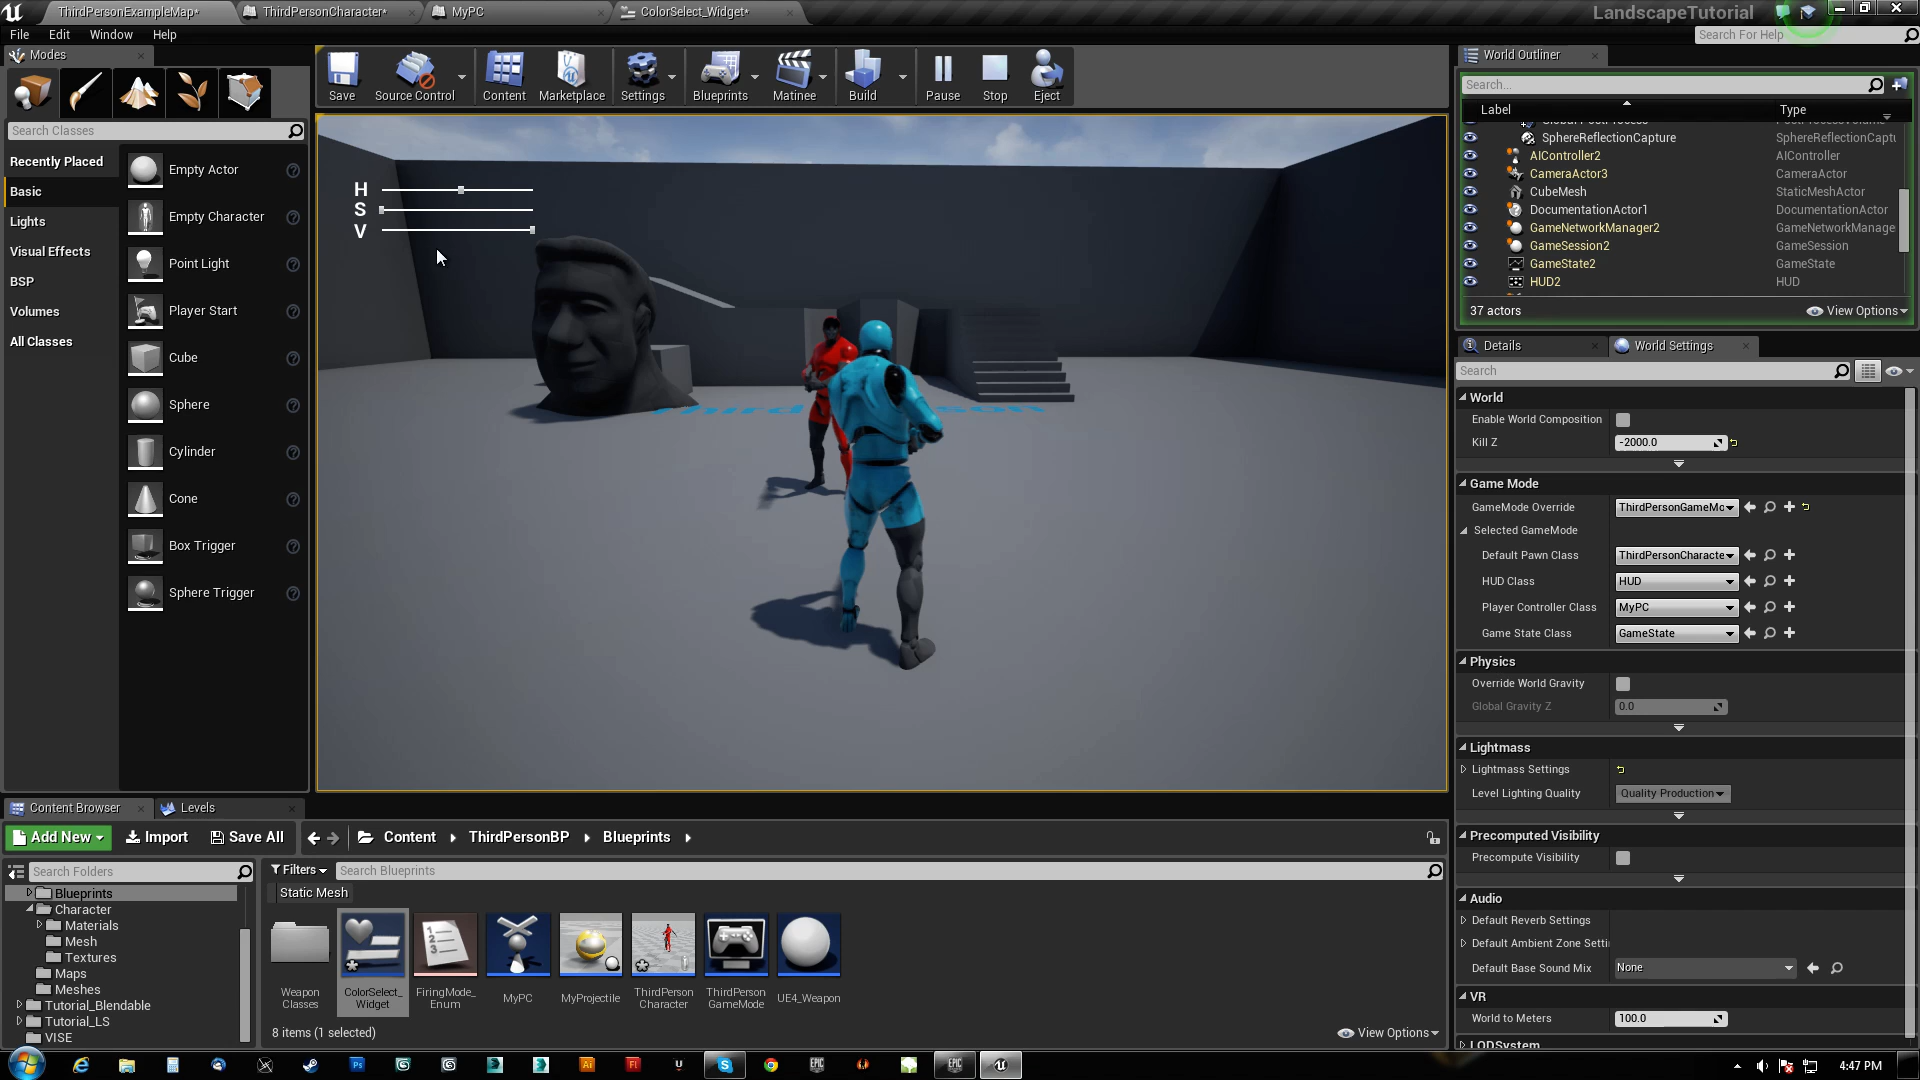 ThirdPersonExampleMap*
ThirdPersonCharacter*
MyPC
ColorSelect_Widget*
LandscapeTutorial
File Edit Window Help
Search For Help
Modes
Search Classes
Recently Placed
Basic
Lights
Visual Effects
BSP
Volumes
All Classes
Empty Actor
Empty Character
Point Light
Player Start
Cube
Sphere
Cylinder
Cone
Box Trigger
Sphere Trigger
Save
Source Control
Content
Marketplace
Settings
Blueprints
Matinee
Build
Pause
Stop
Eject
H
S
V
World Outliner
Search...
Label Type
SphereReflectionCapture SphereReflectionCaptu
AIController2 AIController
CameraActor3 CameraActor
CubeMesh StaticMeshActor
DocumentationActor1 DocumentationActor
GameNetworkManager2 GameNetworkManage
GameSession2 GameSession
GameState2 GameState
HUD2 HUD
37 actors
View Options
Details
World Settings
Search
World
Enable World Composition
Kill Z -2000.0
Game Mode
GameMode Override ThirdPersonGameMo
Selected GameMode
Default Pawn Class ThirdPersonCharacte
HUD Class HUD
Player Controller Class MyPC
Game State Class GameState
Physics
Override World Gravity
Global Gravity Z 0.0
Lightmass
Lightmass Settings
Level Lighting Quality Quality Production
Precomputed Visibility
Precompute Visibility
Audio
Default Reverb Settings
Default Ambient Zone Setti
Default Base Sound Mix None
VR
World to Meters 100.0
LODSystem
Content Browser
Levels
Add New
Import
Save All
Content ThirdPersonBP Blueprints
Search Folders
Filters
Search Blueprints
Static Mesh
Blueprints
Character
Materials
Mesh
Textures
Maps
Meshes
Tutorial_Blendable
Tutorial_LS
VISE
Weapon Classes
ColorSelect_ Widget
FiringMode_ Enum
MyPC
MyProjectile
ThirdPerson Character
ThirdPerson GameMode
UE4_Weapon
8 items (1 selected)
View Options
4:47 PM